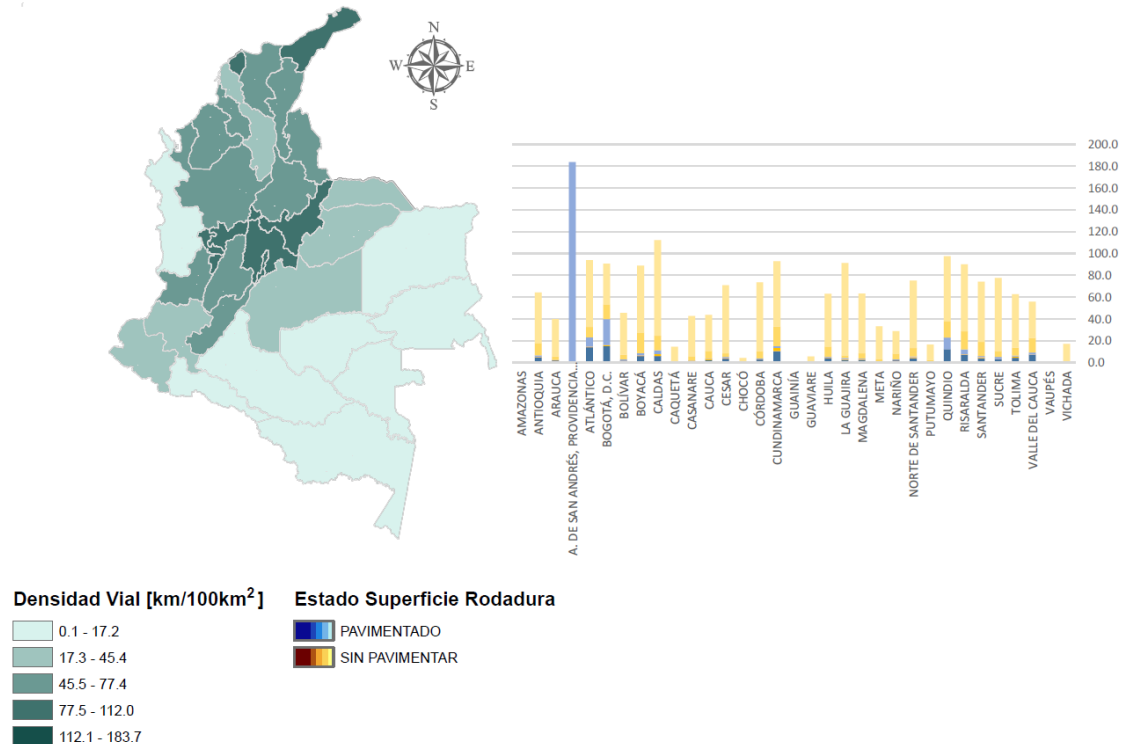 N
W E
S
200.0
180.0
160.0
140.0
120.0
100.0
80.0
60.0
40.0
20.0
0.0
AMAZONAS
ANTIOQUIA
ARAUCA
A. DE SAN ANDRÉS, PROVIDENCIA...
ATLÁNTICO
BOGOTÁ, D.C.
BOLÍVAR
BOYACÁ
CALDAS
CAQUETÁ
CASANARE
CAUCA
CESAR
CHOCÓ
CÓRDOBA
CUNDINAMARCA
GUAINÍA
GUAVIARE
HUILA
LA GUAJIRA
MAGDALENA
META
NARIÑO
NORTE DE SANTANDER
PUTUMAYO
QUINDIO
RISARALDA
SANTANDER
SUCRE
TOLIMA
VALLE DEL CAUCA
VAUPÉS
VICHADA
Densidad Vial [km/100km²]
0.1 - 17.2
17.3 - 45.4
45.5 - 77.4
77.5 - 112.0
112.1 - 183.7
Estado Superficie Rodadura
PAVIMENTADO
SIN PAVIMENTAR